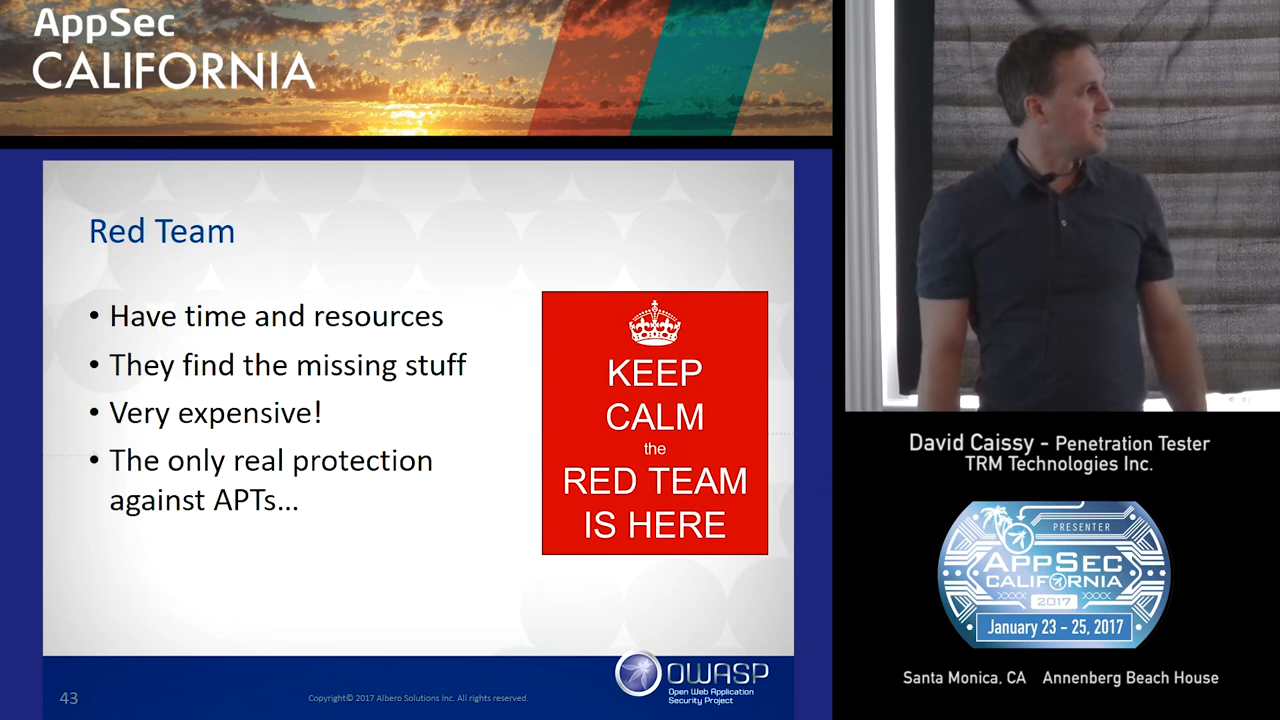 AppSec
CALIFORNIA
Red Team
• Have time and resources
• They find the missing stuff
• Very expensive!
• The only real protection
against APTs...
KEEP
CALM
the
RED TEAM
IS HERE
43
Copyright© 2017 Albero Solutions Inc. All rights reserved.
OWASP
Open Web Application
Security Project
David Caissy - Penetration Tester
TRM Technologies Inc.
PRESENTER
APPSEC
CALIFORNIA
2017
January 23 - 25, 2017
Santa Monica, CA Annenberg Beach House